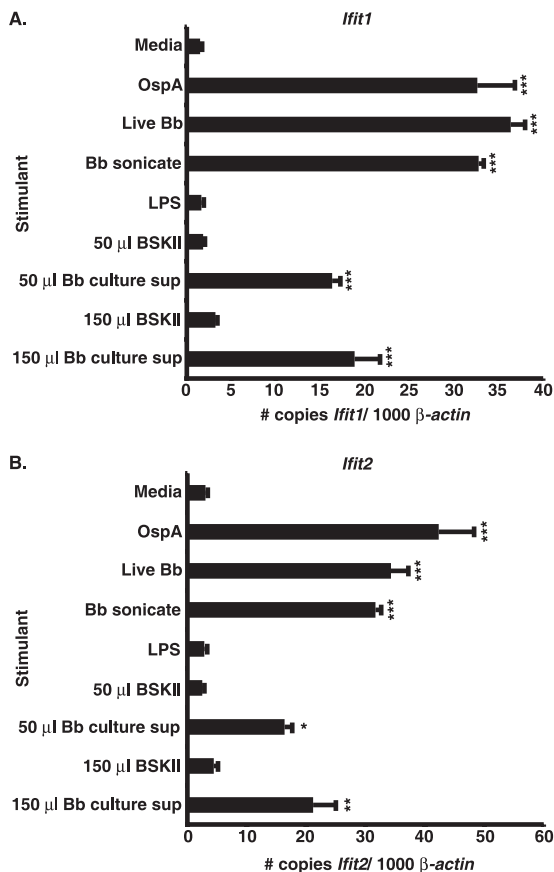 A.
Ifit1
Stimulant
Media
OspA
***
Live Bb
***
Bb sonicate
***
LPS
50 μl BSKII
50 μl Bb culture sup
***
150 μl BSKII
150 μl Bb culture sup
***
0 5 10 15 20 25 30 35 40
# copies Ifit1/ 1000 β-actin
B.
Ifit2
Stimulant
Media
OspA
***
Live Bb
***
Bb sonicate
***
LPS
50 μl BSKII
50 μl Bb culture sup
*
150 μl BSKII
150 μl Bb culture sup
**
0 10 20 30 40 50 60
# copies Ifit2/ 1000 β-actin